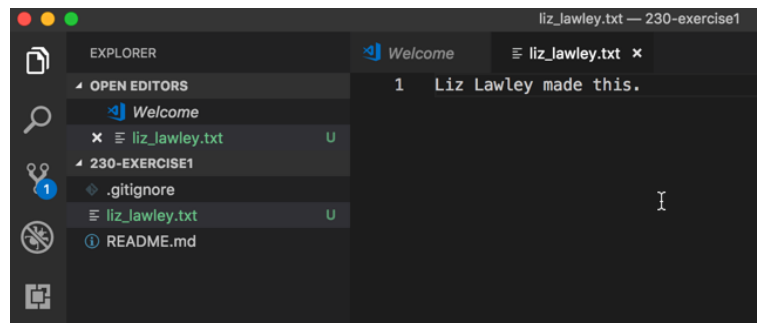 liz_lawley.txt — 230-exercise1
EXPLORER
OPEN EDITORS
Welcome
liz_lawley.txt U
230-EXERCISE1
.gitignore
liz_lawley.txt U
README.md
1
Welcome
liz_lawley.txt
1 Liz Lawley made this.